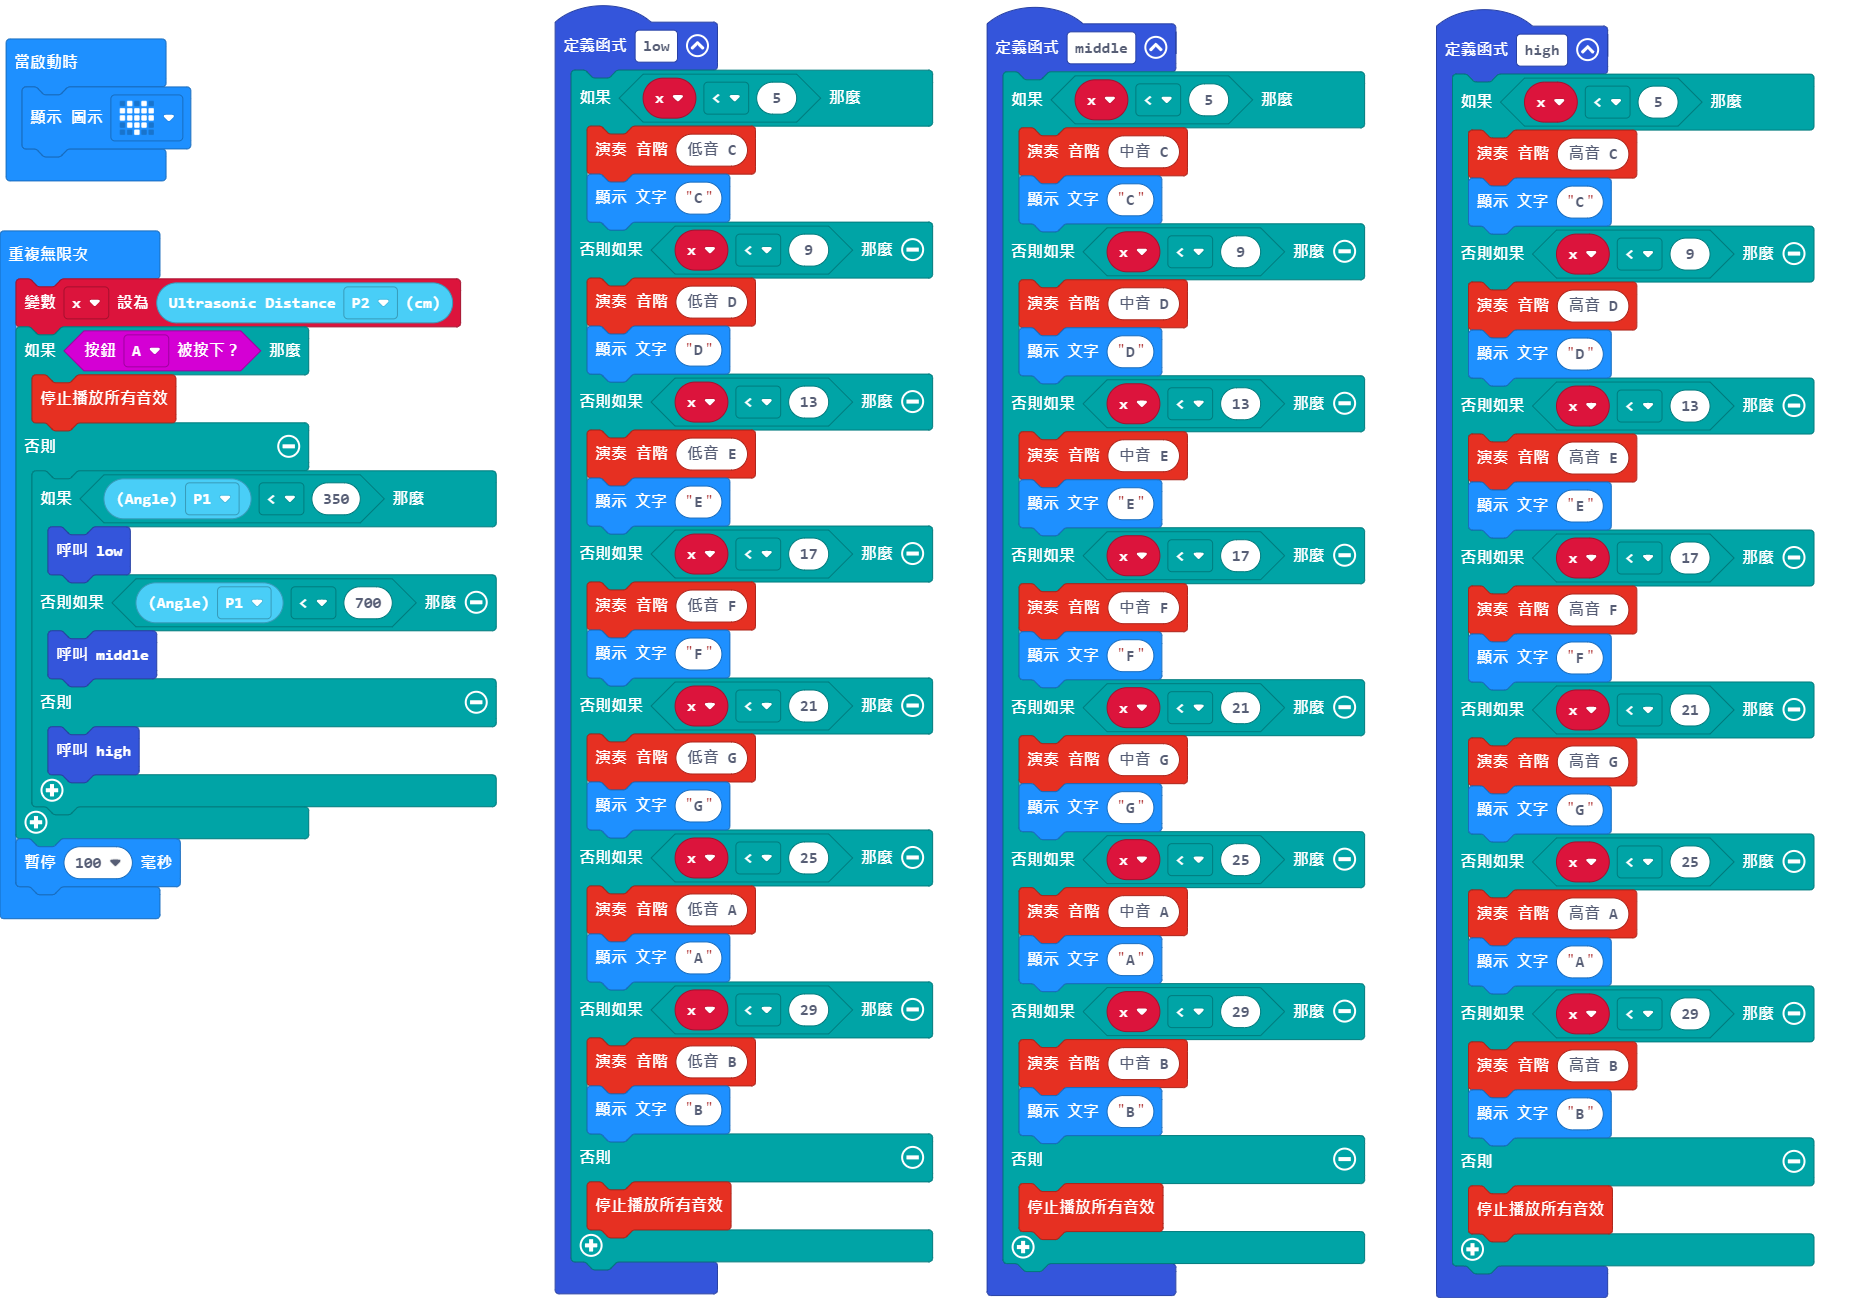 當啟動時
顯示 圖示
重複無限次
變數 x 設為 Ultrasonic Distance P2 (cm)
如果 按鈕 A 被按下？ 那麼
停止播放所有音效
否則
如果 (Angle) P1 < 350 那麼
呼叫 low
否則如果 (Angle) P1 < 700 那麼
呼叫 middle
否則
呼叫 high
暫停 100 毫秒
定義函式 low
如果 x < 5 那麼
演奏 音階 低音 C
顯示 文字 "C"
否則如果 x < 9 那麼
演奏 音階 低音 D
顯示 文字 "D"
否則如果 x < 13 那麼
演奏 音階 低音 E
顯示 文字 "E"
否則如果 x < 17 那麼
演奏 音階 低音 F
顯示 文字 "F"
否則如果 x < 21 那麼
演奏 音階 低音 G
顯示 文字 "G"
否則如果 x < 25 那麼
演奏 音階 低音 A
顯示 文字 "A"
否則如果 x < 29 那麼
演奏 音階 低音 B
顯示 文字 "B"
否則
停止播放所有音效
定義函式 middle
如果 x < 5 那麼
演奏 音階 中音 C
顯示 文字 "C"
否則如果 x < 9 那麼
演奏 音階 中音 D
顯示 文字 "D"
否則如果 x < 13 那麼
演奏 音階 中音 E
顯示 文字 "E"
否則如果 x < 17 那麼
演奏 音階 中音 F
顯示 文字 "F"
否則如果 x < 21 那麼
演奏 音階 中音 G
顯示 文字 "G"
否則如果 x < 25 那麼
演奏 音階 中音 A
顯示 文字 "A"
否則如果 x < 29 那麼
演奏 音階 中音 B
顯示 文字 "B"
否則
停止播放所有音效
定義函式 high
如果 x < 5 那麼
演奏 音階 高音 C
顯示 文字 "C"
否則如果 x < 9 那麼
演奏 音階 高音 D
顯示 文字 "D"
否則如果 x < 13 那麼
演奏 音階 高音 E
顯示 文字 "E"
否則如果 x < 17 那麼
演奏 音階 高音 F
顯示 文字 "F"
否則如果 x < 21 那麼
演奏 音階 高音 G
顯示 文字 "G"
否則如果 x < 25 那麼
演奏 音階 高音 A
顯示 文字 "A"
否則如果 x < 29 那麼
演奏 音階 高音 B
顯示 文字 "B"
否則
停止播放所有音效